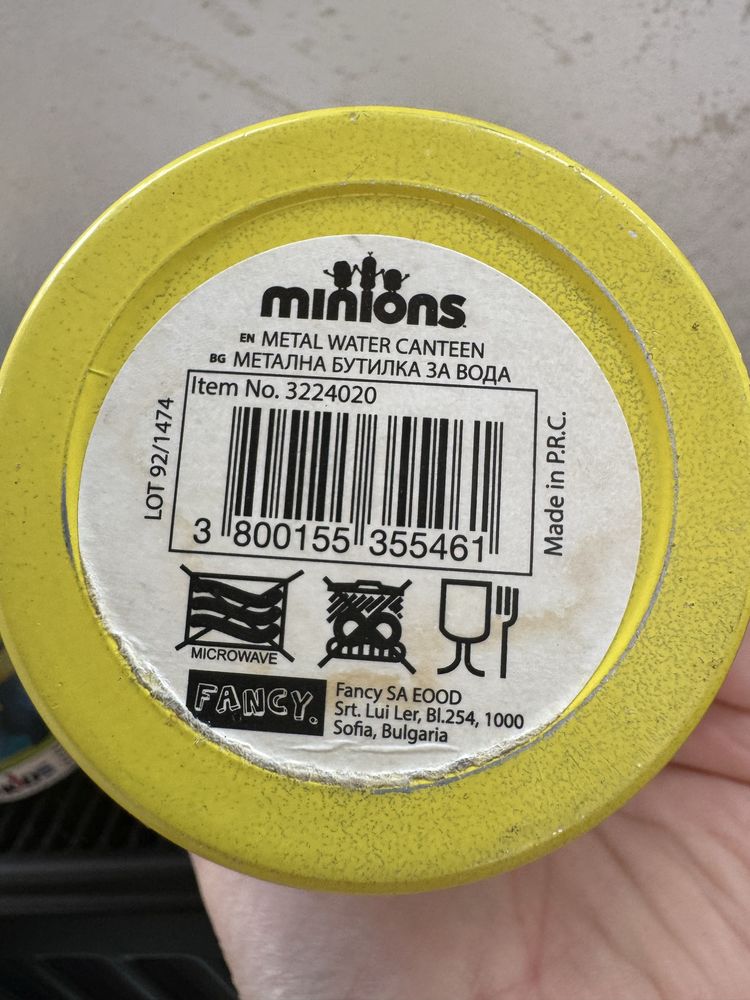 minions
EN METAL WATER CANTEEN
BG МЕТАЛНА БУТИЛКА ЗА ВОДА
Item No. 3224020
LOT 92/1474
3 800155 355461
Made in P.R.C.
MICROWAVE
FANCY.
Fancy SA EOOD
Srt. Lui Ler, Bl.254, 1000
Sofia, Bulgaria